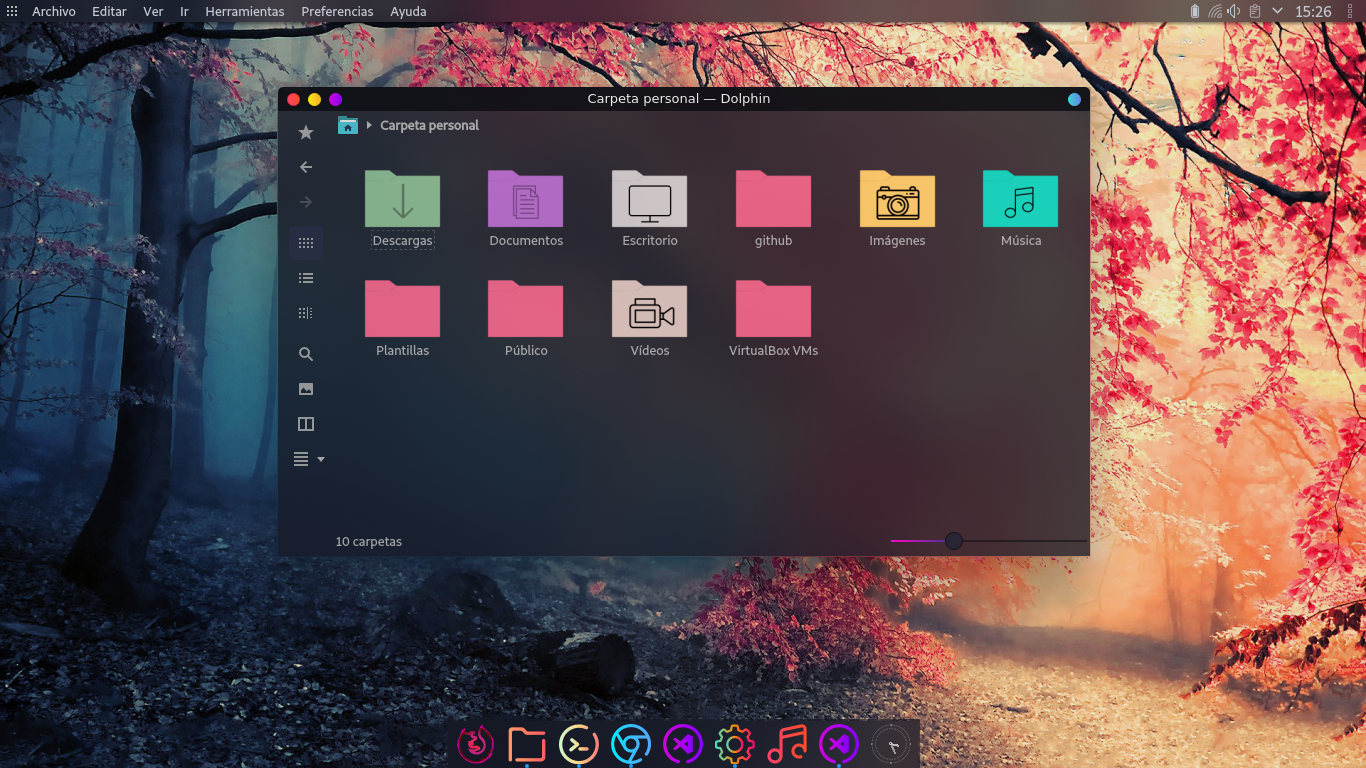 Archivo Editar Ver Ir Herramientas Preferencias Ayuda 15:26
Carpeta personal — Dolphin
Carpeta personal
Descargas Documentos Escritorio github Imágenes Música
Plantillas Público Vídeos VirtualBox VMs
10 carpetas